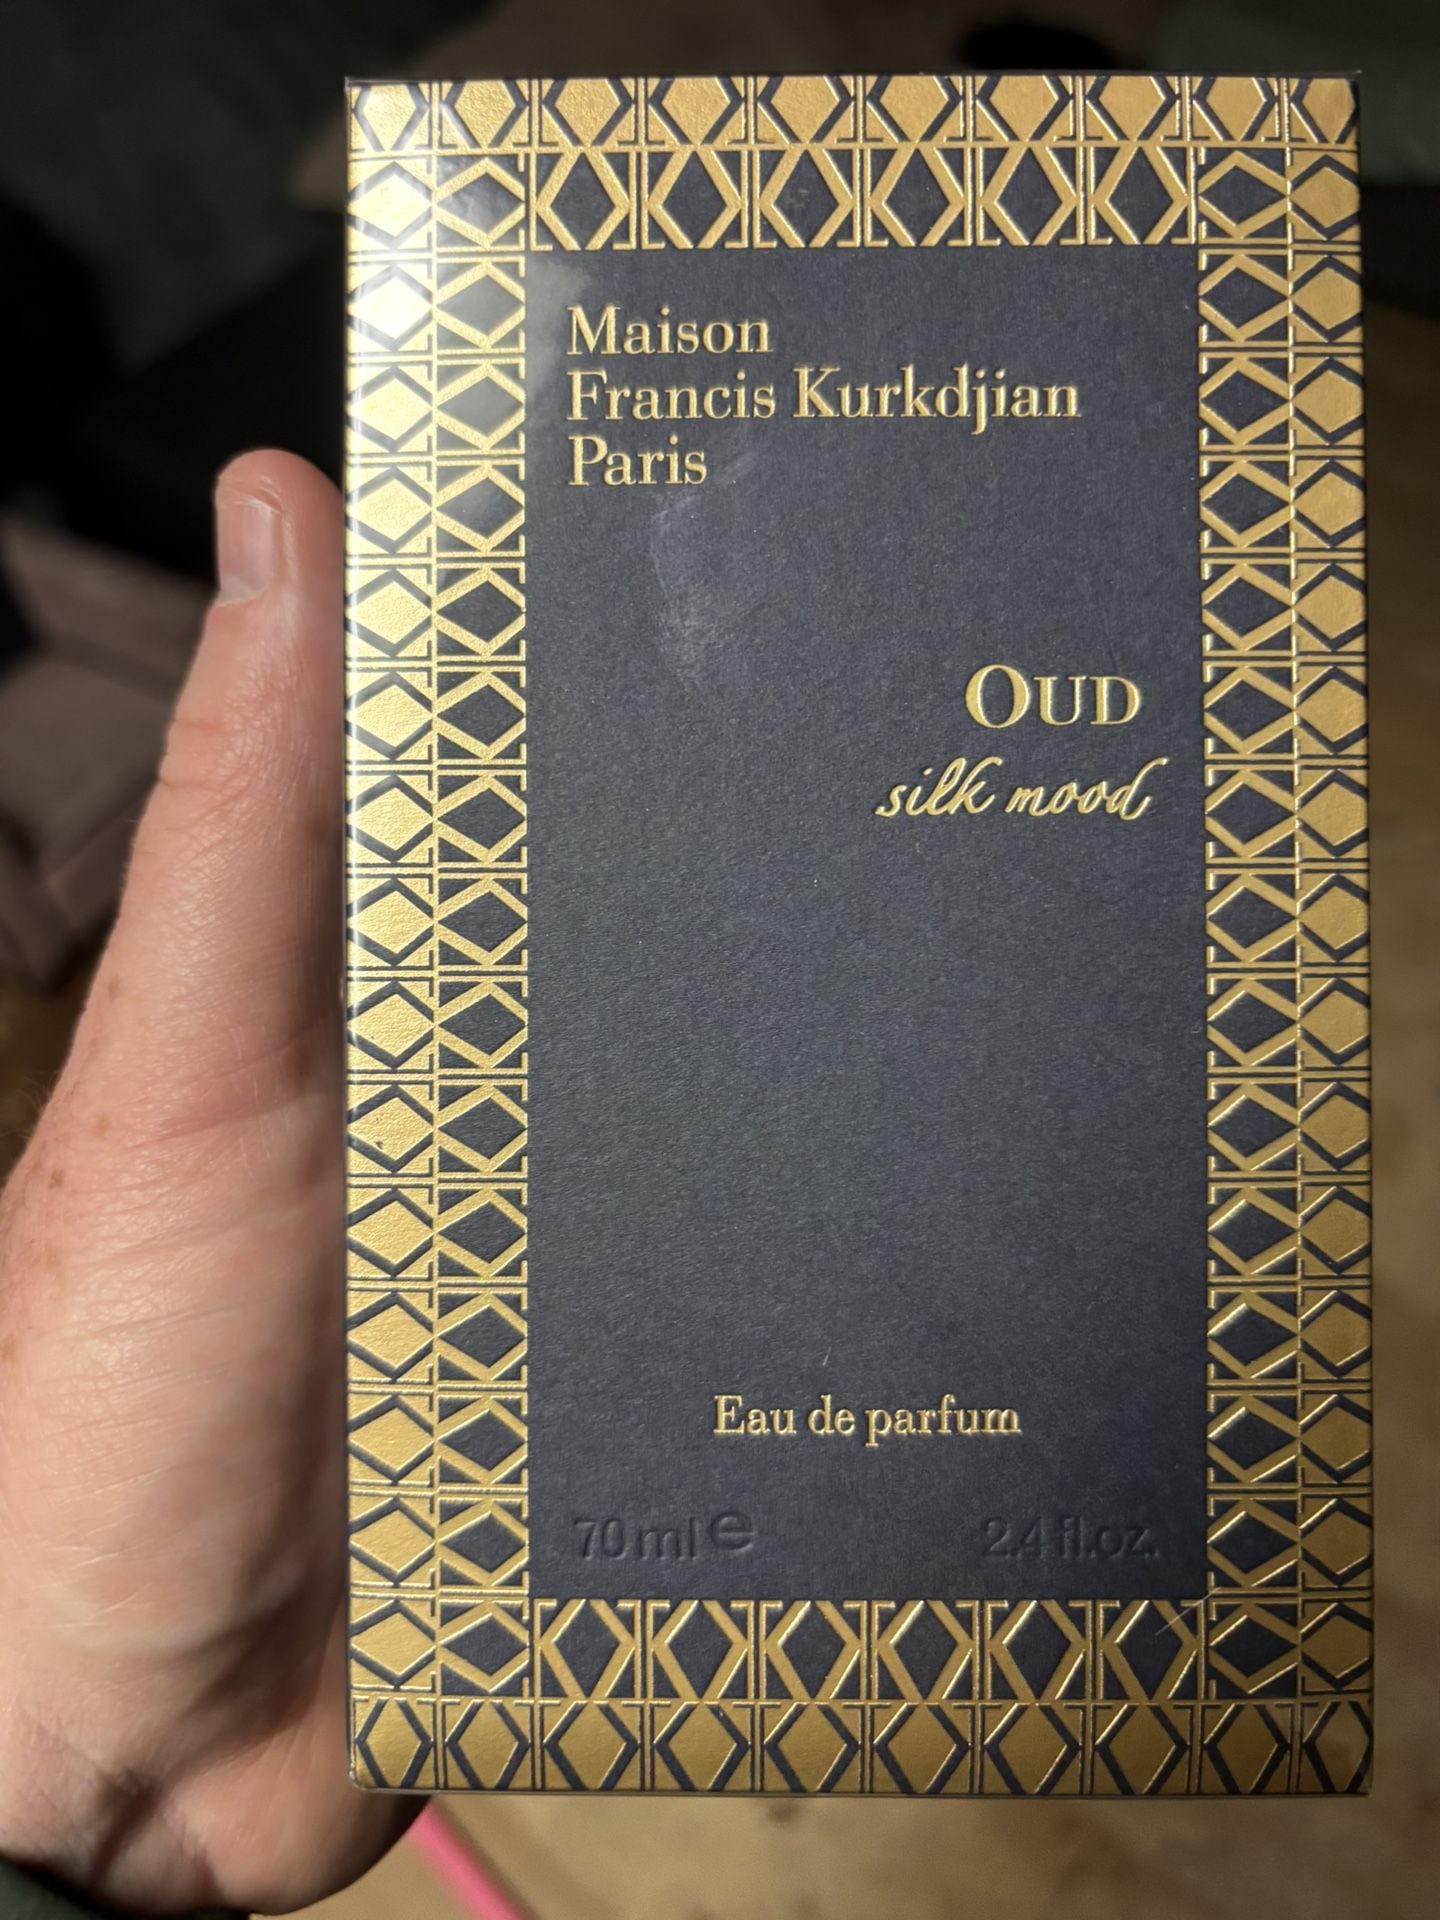 Maison
Francis Kurkdjian
Paris
OUD
silk mood
Eau de parfum
70 ml e 2.4 fl.oz.